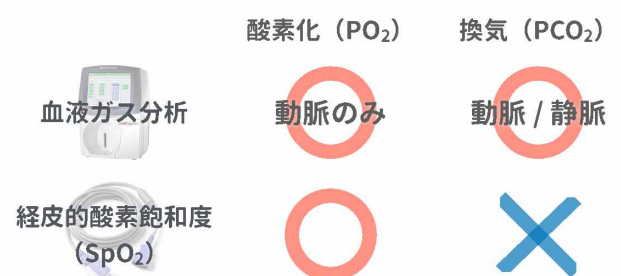 酸素化（PO₂）
換気（PCO₂）
血液ガス分析
動脈のみ
動脈 / 静脈
経皮的酸素飽和度
（SpO₂）